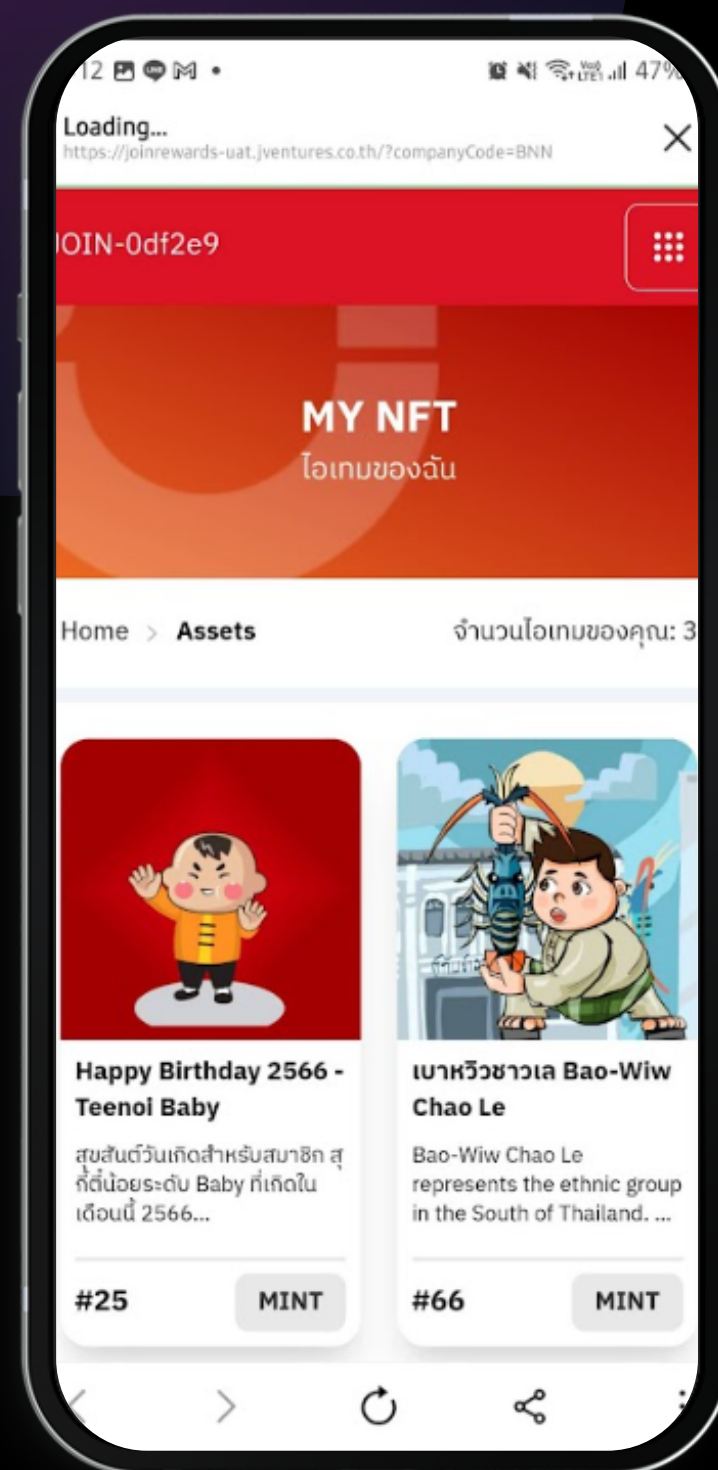 12 47%
Loading...
https://joinrewards-uat.jventures.co.th/?companyCode=BNN
JOIN-0df2e9
MY NFT
ไอเทมของฉัน
Home > Assets
จำนวนไอเทมของคุณ: 3
Happy Birthday 2566 -
Teenoi Baby
สุขสันต์วันเกิดสำหรับสมาชิก สุ
กี้ตี๋น้อยระดับ Baby ที่เกิดใน
เดือนนี้ 2566...
#25 MINT
เบาหวิวชาวเล Bao-Wiw
Chao Le
Bao-Wiw Chao Le
represents the ethnic group
in the South of Thailand. ...
#66 MINT